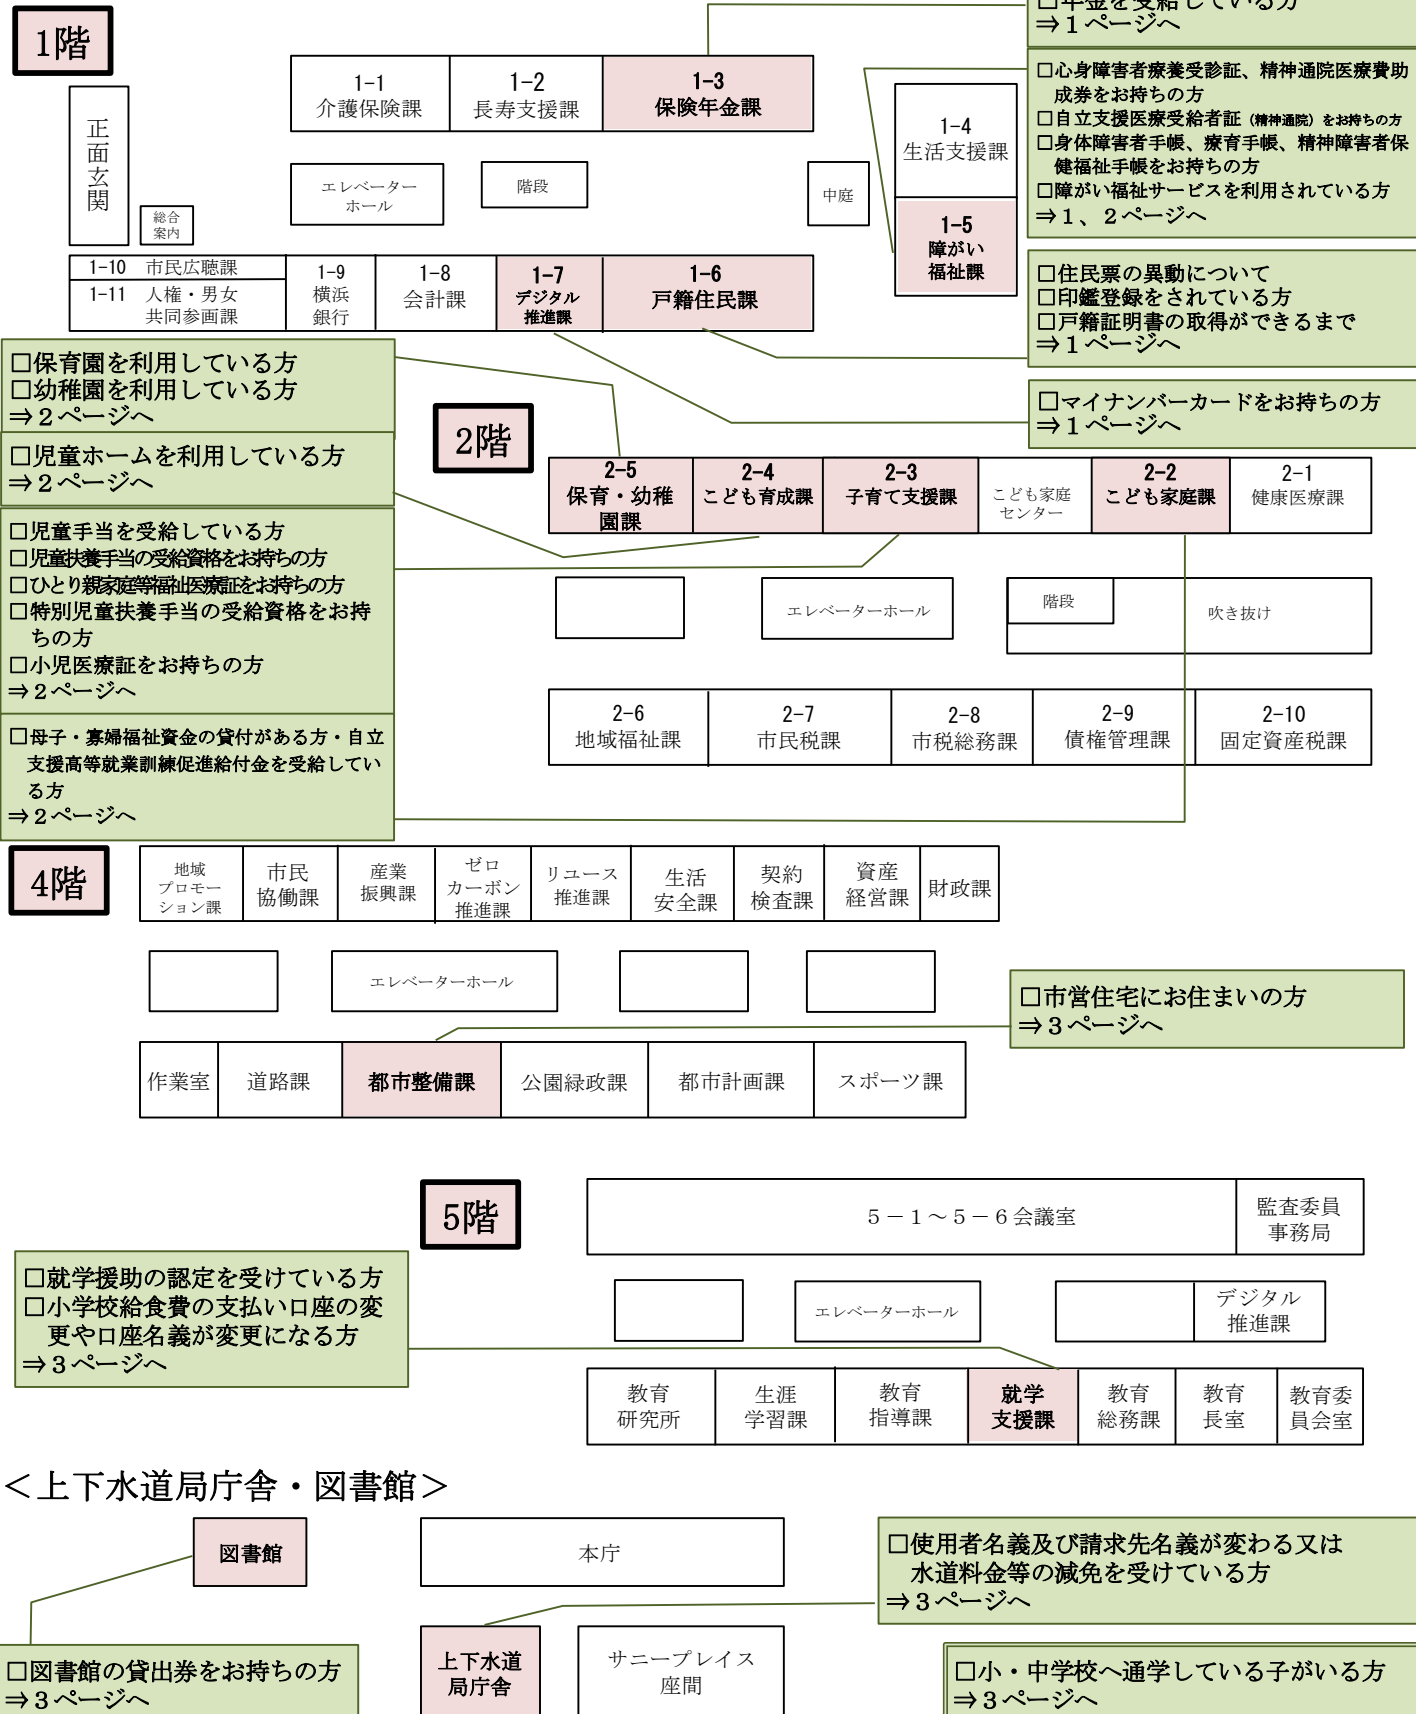 □年金を受給している方
⇒１ページへ
1階
1-1
介護保険課
1-2
長寿支援課
1-3
保険年金課
□心身障害者療養受診証、精神通院医療費助
成券をお持ちの方
□自立支援医療受給者証（精神通院）をお持ちの方
□身体障害者手帳、療育手帳、精神障害者保
健福祉手帳をお持ちの方
□障がい福祉サービスを利用されている方
⇒１、２ページへ
正面玄関
1-4
生活支援課
エレベーター
ホール
階段
中庭
総合
案内
1-5
障がい
福祉課
1-10 市民広聴課
1-11 人権・男女
共同参画課
1-9
横浜
銀行
1-8
会計課
1-7
デジタル
推進課
1-6
戸籍住民課
□住民票の異動について
□印鑑登録をされている方
□戸籍証明書の取得ができるまで
⇒１ページへ
□保育園を利用している方
□幼稚園を利用している方
⇒２ページへ
□マイナンバーカードをお持ちの方
⇒１ページへ
2階
□児童ホームを利用している方
⇒２ページへ
2-5
保育・幼稚
園課
2-4
こども育成課
2-3
子育て支援課
こども家庭
センター
2-2
こども家庭課
2-1
健康医療課
□児童手当を受給している方
□児童扶養手当の受給資格をお持ちの方
□ひとり親家庭等福祉医療証をお持ちの方
□特別児童扶養手当の受給資格をお持
ちの方
□小児医療証をお持ちの方
⇒２ページへ
エレベーターホール
階段
吹き抜け
2-6
地域福祉課
2-7
市民税課
2-8
市税総務課
2-9
債権管理課
2-10
固定資産税課
□母子・寡婦福祉資金の貸付がある方・自立
支援高等就業訓練促進給付金を受給してい
る方
⇒２ページへ
4階
地域
プロモー
ション課
市民
協働課
産業
振興課
ゼロ
カーボン
推進課
リユース
推進課
生活
安全課
契約
検査課
資産
経営課
財政課
エレベーターホール
□市営住宅にお住まいの方
⇒３ページへ
作業室
道路課
都市整備課
公園緑政課
都市計画課
スポーツ課
5階
５－１～５－６会議室
監査委員
事務局
□就学援助の認定を受けている方
□小学校給食費の支払い口座の変
更や口座名義が変更になる方
⇒３ページへ
エレベーターホール
デジタル
推進課
教育
研究所
生涯
学習課
教育
指導課
就学
支援課
教育
総務課
教育
長室
教育委
員会室
＜上下水道局庁舎・図書館＞
図書館
本庁
□使用者名義及び請求先名義が変わる又は
水道料金等の減免を受けている方
⇒３ページへ
□図書館の貸出券をお持ちの方
⇒３ページへ
上下水道
局庁舎
サニープレイス
座間
□小・中学校へ通学している子がいる方
⇒３ページへ